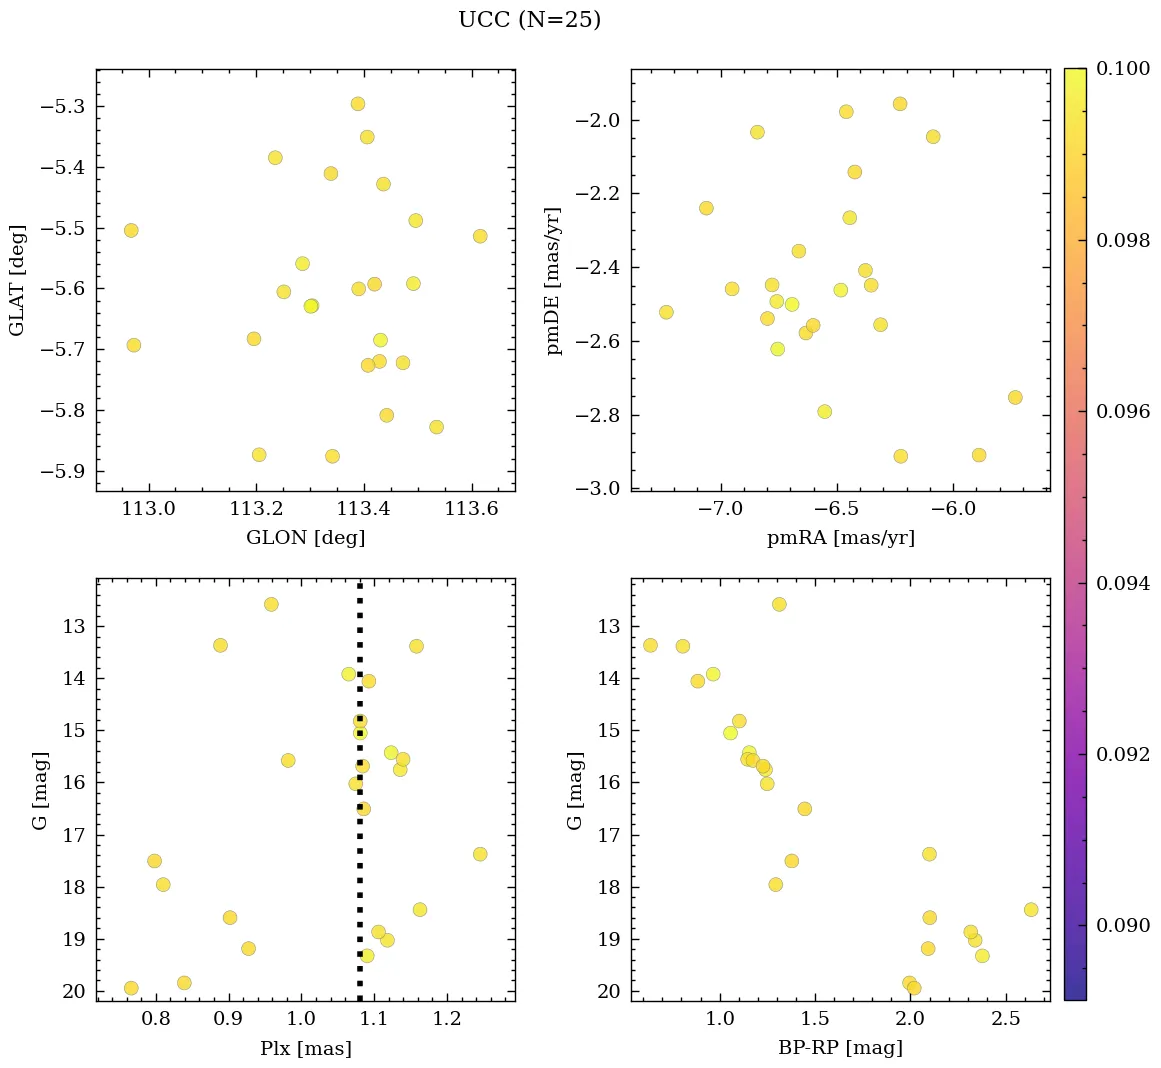 UCC (N=25)
−5.3
−5.4
−5.5
−5.6
−5.7
−5.8
−5.9
GLAT [deg]
113.0 113.2 113.4 113.6
GLON [deg]
−2.0
−2.2
−2.4
−2.6
−2.8
−3.0
pmDE [mas/yr]
−7.0 −6.5 −6.0
pmRA [mas/yr]
0.100
0.098
0.096
0.094
0.092
0.090
13
14
15
16
17
18
19
20
G [mag]
0.8 0.9 1.0 1.1 1.2
Plx [mas]
13
14
15
16
17
18
19
20
G [mag]
1.0 1.5 2.0 2.5
BP-RP [mag]